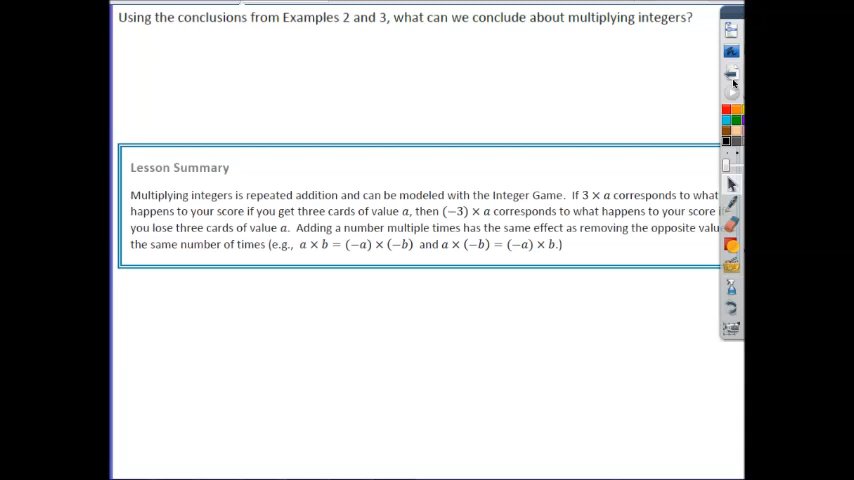 Using the conclusions from Examples 2 and 3, what can we conclude about multiplying integers?
Lesson Summary
Multiplying integers is repeated addition and can be modeled with the Integer Game. If 3 × a corresponds to what
happens to your score if you get three cards of value a, then (−3) × a corresponds to what happens to your score
you lose three cards of value a. Adding a number multiple times has the same effect as removing the opposite
the same number of times (e.g., a × b = (−a) × (−b) and a × (−b) = (−a) × b.)